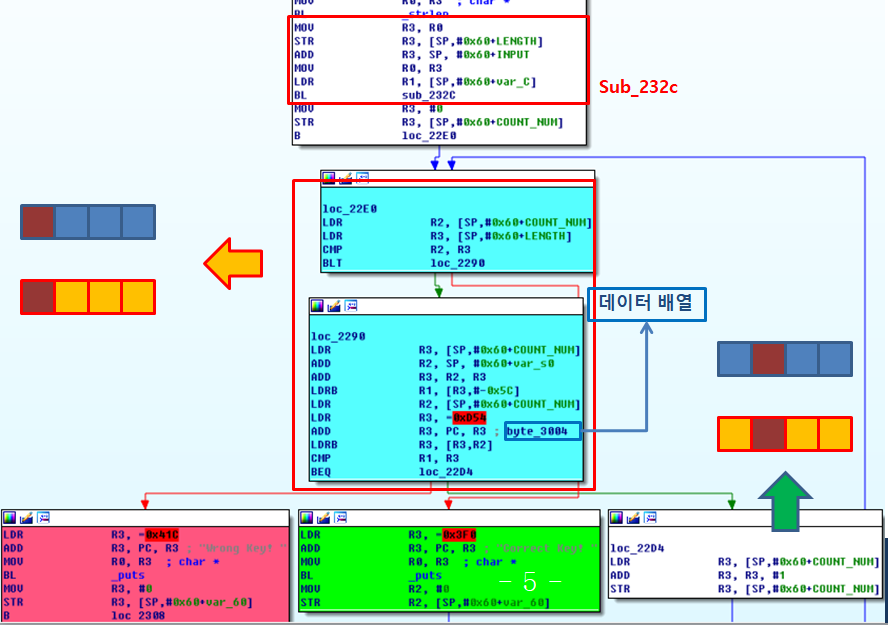 MOV R0, R3 ; char *
BL _strlen
MOV R3, R0
STR R3, [SP,#0x60+LENGTH]
ADD R3, SP, #0x60+INPUT
MOV R0, R3
LDR R1, [SP,#0x60+var_C]
BL sub_232C
MOV R3, #0
STR R3, [SP,#0x60+COUNT_NUM]
B loc_22E0
Sub_232c
loc_22E0
LDR R2, [SP,#0x60+COUNT_NUM]
LDR R3, [SP,#0x60+LENGTH]
CMP R2, R3
BLT loc_2290
데이터 배열
loc_2290
LDR R3, [SP,#0x60+COUNT_NUM]
ADD R2, SP, #0x60+var_s0
ADD R3, R2, R3
LDRB R1, [R3,#-0x5C]
LDR R2, [SP,#0x60+COUNT_NUM]
LDR R3, =0xD54
ADD R3, PC, R3 ; byte_3004
LDRB R3, [R3,R2]
CMP R1, R3
BEQ loc_22D4
LDR R3, =0x41C
ADD R3, PC, R3 ; "Wrong Key! "
MOV R0, R3 ; char *
BL _puts
MOV R3, #0
STR R3, [SP,#0x60+var_60]
B loc_2308
LDR R3, =0x3F0
ADD R3, PC, R3 ; "Correct Key! "
MOV R0, R3 ; char *
BL _puts
MOV R2, #0
STR R2, [SP,#0x60+var_60]
- 5 -
loc_22D4
LDR R3, [SP,#0x60+COUNT_NUM]
ADD R3, R3, #1
STR R3, [SP,#0x60+COUNT_NUM]